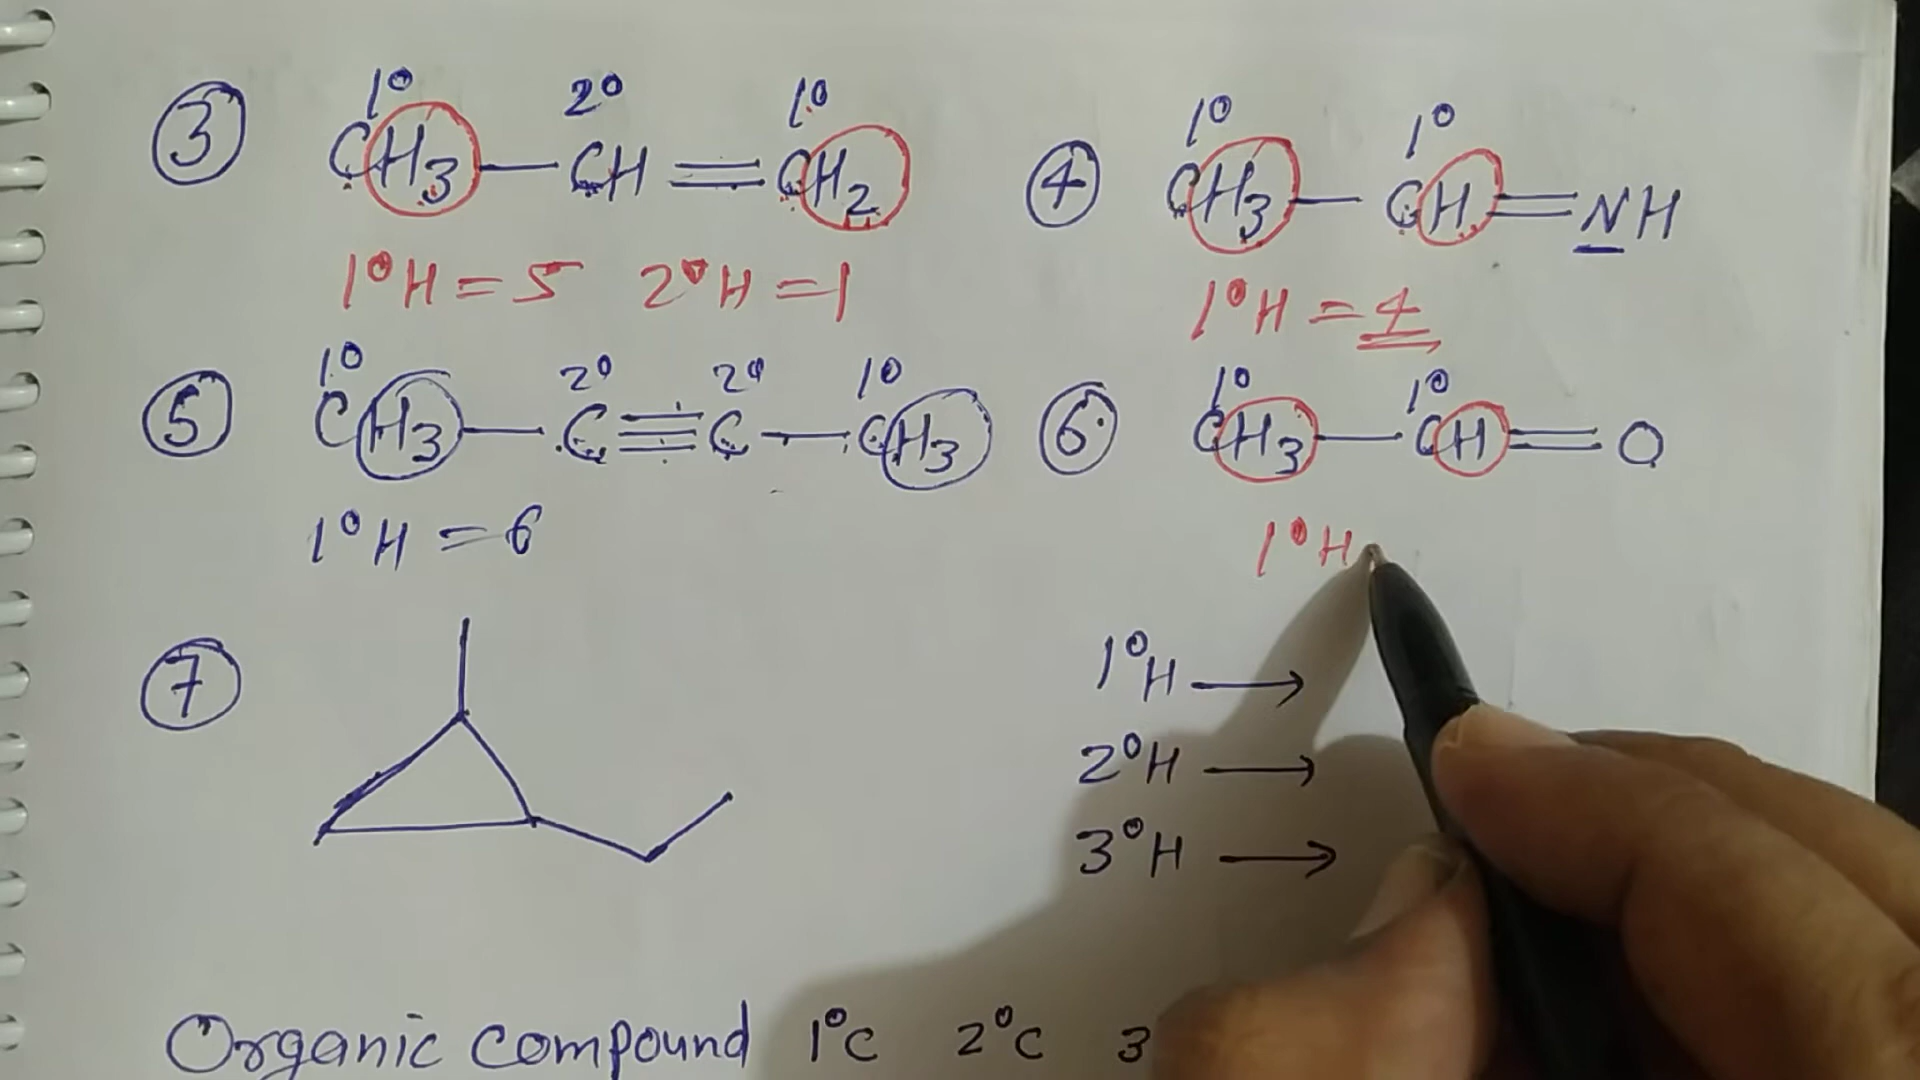 1° 2° 1°
③ CH3 — CH = CH2
1°H = 5 2°H = 1
1° 1°
④ CH3 — CH = NH
1°H = 4
1° 2° 2° 1°
⑤ CH3 — C ≡ C — CH3
1°H = 6
1° 1°
⑥ CH3 — CH = O
1°H
⑦
1°H →
2°H →
3°H →
Organic compound 1°C 2°C 3